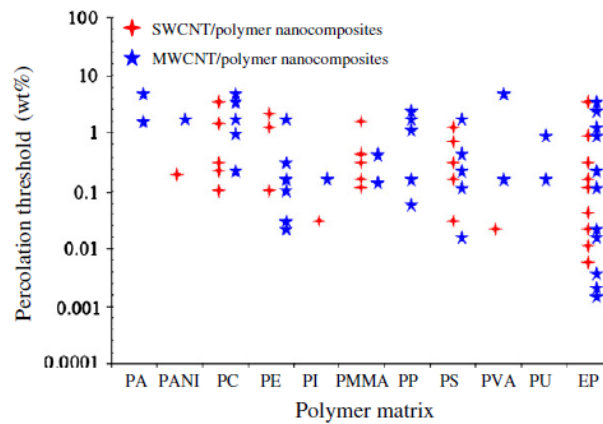 SWCNT/polymer nanocomposites
MWCNT/polymer nanocomposites
Percolation threshold (wt%)
100
10
1
0.1
0.01
0.001
0.0001
PA PANI PC PE PI PMMA PP PS PVA PU EP
Polymer matrix